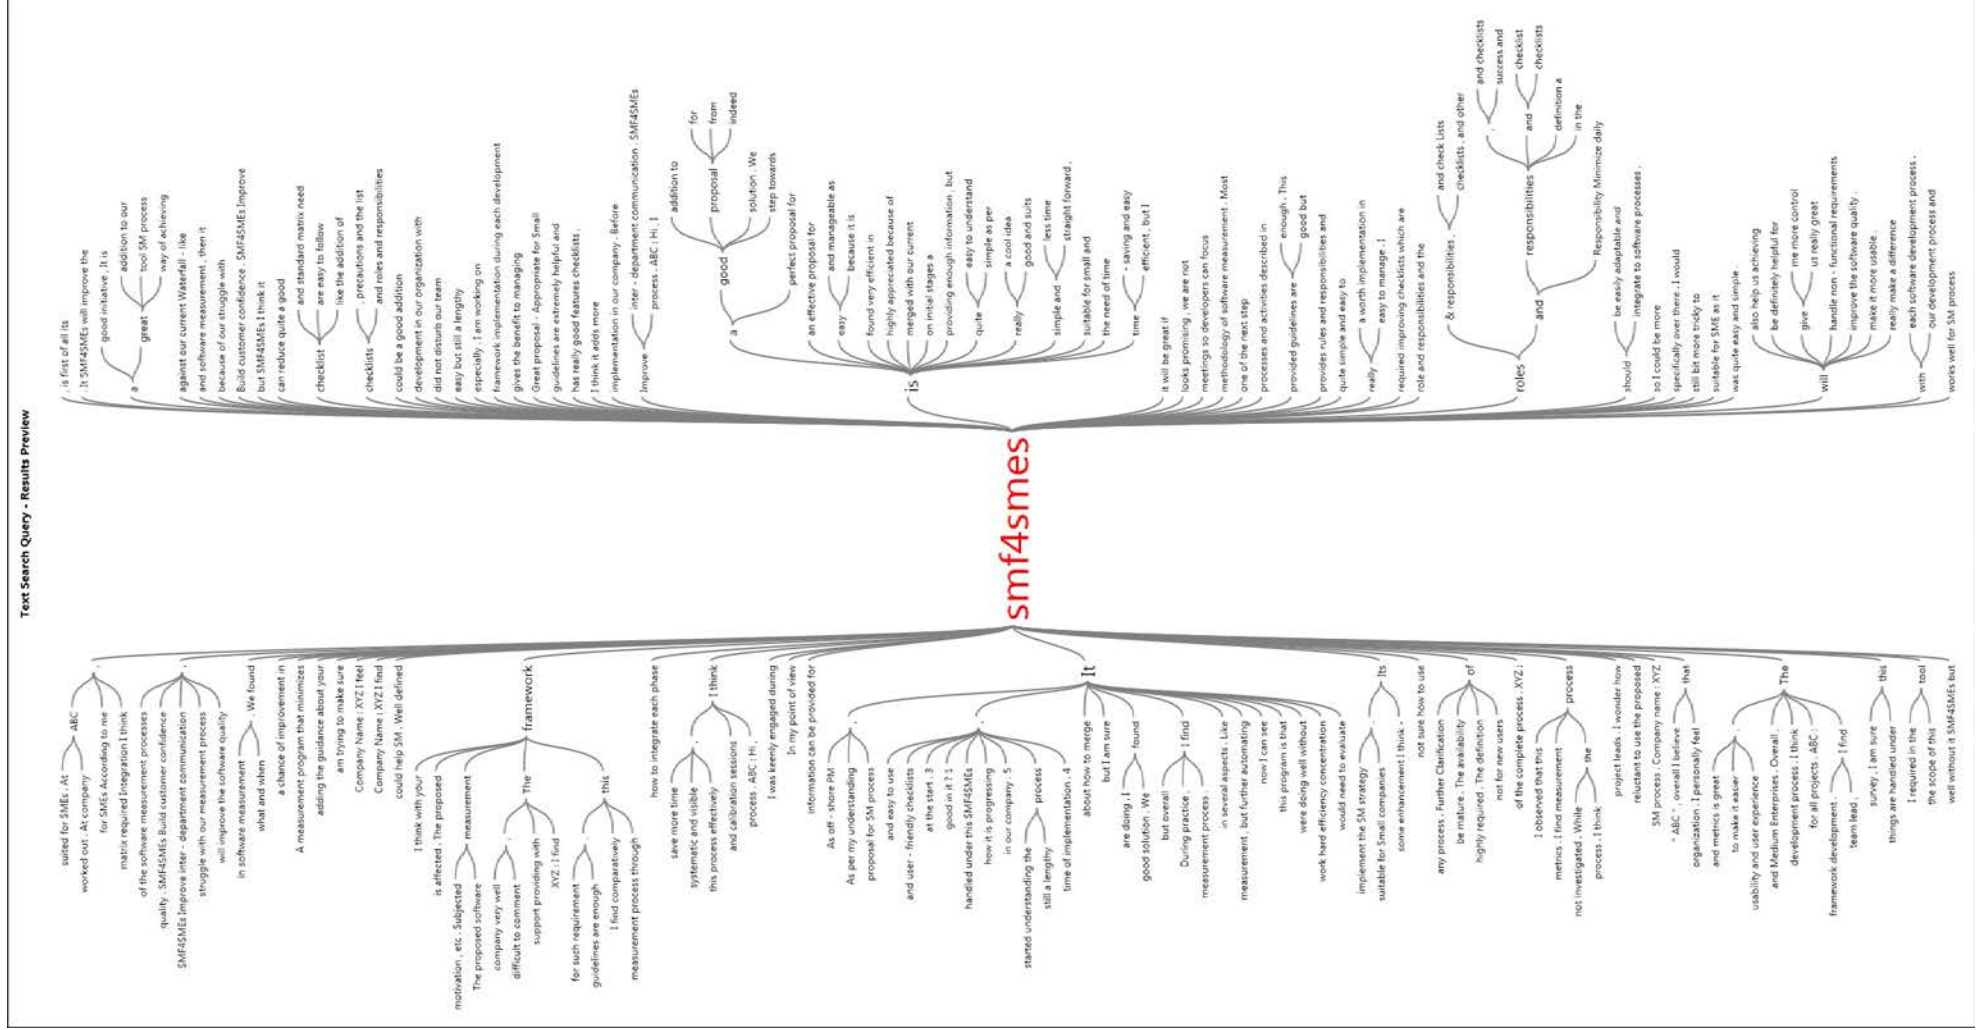 Text Search Query - Results Preview
suited for SMEs . At
worked out . At company
ABC
for SMEs According to me
matrix required Integration I think
.
of the software measurement processes
quality . SMF4SMEs Build customer confidence
SMF4SMEs Improve inter - department communication
struggle with our measurement process
will improve the software quality
.
in software measurement
what and when
. We found
a chance of improvement in
A measurement program that minimizes
adding the guidance about your
am trying to make sure
Company Name : XYZ I feel
Company Name : XYZ I find
could help SM . Well defined
I think with your
is affected . The proposed
motivation , etc . Subjected
The proposed software
measurement
company very well
difficult to comment
.
support providing with
XYZ : I find
The
for such requirement
guidelines are enough
.
I find comparatively
measurement process through
this
framework
how to integrate each phase
save more time
systematic and visible
this process effectively
.
and calibration sessions
process . ABC : Hi ,
I think
I was keenly engaged during
In my point of view
information can be provided for
As off - shore PM
As per my understanding
proposal for SM process
,
and easy to use
and user - friendly checklists
at the start . 3
good in it ? 1
handled under this SMF4SMEs
how it is progressing
in our company . 5
started understanding the
still a lengthy
process
time of implementation . 4
.
about how to merge
but I am sure
are doing . I
good solution . We
found
but overall
During practice ,
measurement process .
I find
in several aspects . Like
measurement , but further automating
now I can see
this program is that
were doing well without
work hard efficiency concentration
would need to evaluate
It
implement the SM strategy
suitable for Small companies
.
some enhancement I think -
Its
not sure how to use
any process . Further Clarification
be mature . The availability
highly required . The definition
not for new users
of
of the complete process . XYZ :
I observed that this
metrics . I find measurement
not investigated . While
process . I think
the
process
project leads . I wonder how
reluctant to use the proposed
SM process . Company name : XYZ
" ABC " , overall I believe
organization . I personally feel
that
and metrics is great
to make it easier
.
usability and user experience
and Medium Enterprises . Overall ,
development process . I think
for all projects . ABC :
framework development .
team lead .
I find
The
survey , I am sure
things are handled under
this
I required in the
the scope of this
tool
well without it SMF4SMEs but
smf4smes
, is first of all its
. It SMF4SMEs will improve the
good initiative , It is
addition to our
tool SM process
way of achieving
great
a
against our current Waterfall - like
and software measurement , then it
because of our struggle with
Build customer confidence . SMF4SMEs Improve
but SMF4SMEs I think it
can reduce quite a good
and standard matrix need
are easy to follow
like the addition of
checklist
, precautions and the list
and roles and responsibilities
checklists
could be a good addition
development in our organization with
did not disturb our team
easy but still a lengthy
especially . I am working on
framework implementation during each development
gives the benefit to managing
Great proposal - Appropriate for Small
guidelines are extremely helpful and
has really good features checklists .
I think it adds more
implementation in our company . Before
inter - department communication . SMF4SMEs
process . ABC : Hi , I
Improve
addition to
for
from
indeed
proposal
solution . We
step towards
good
perfect proposal for
a
an effective proposal for
and manageable as
because it is
easy
found very efficient in
highly appreciated because of
merged with our current
on initial stages a
providing enough information , but
easy to understand
simple as per
quite
a cool idea
good and suits
really
less time
straight forward .
simple and
suitable for small and
the need of time
- saving and easy
efficient , but I
time
is
it will be great if
looks promising , we are not
meetings so developers can focus
methodology of software measurement . Most
one of the next step
processes and activities described in
enough . This
good but
provided guidelines are
provides rules and responsibilities and
quite simple and easy to
a worth implementation in
easy to manage . I
really
required improving checklists which are
role and responsibilities and the
and check Lists
checklists , and other
& responsibilities ,
and checklists
success and
,
checklist
checklists
and
definition a
in the
responsibilities
Responsibility Minimize daily
and
roles
be easily adaptable and
integrate to software processes .
should
so I could be more
specifically over there . I would
still bit more tricky to
suitable for SME as it
was quite easy and simple .
also help us achieving
be definitely helpful for
me more control
us really great
give
handle non - functional requirements
improve the software quality .
make it more usable .
really make a difference
will
each software development process .
our development process and
with
works well for SM process